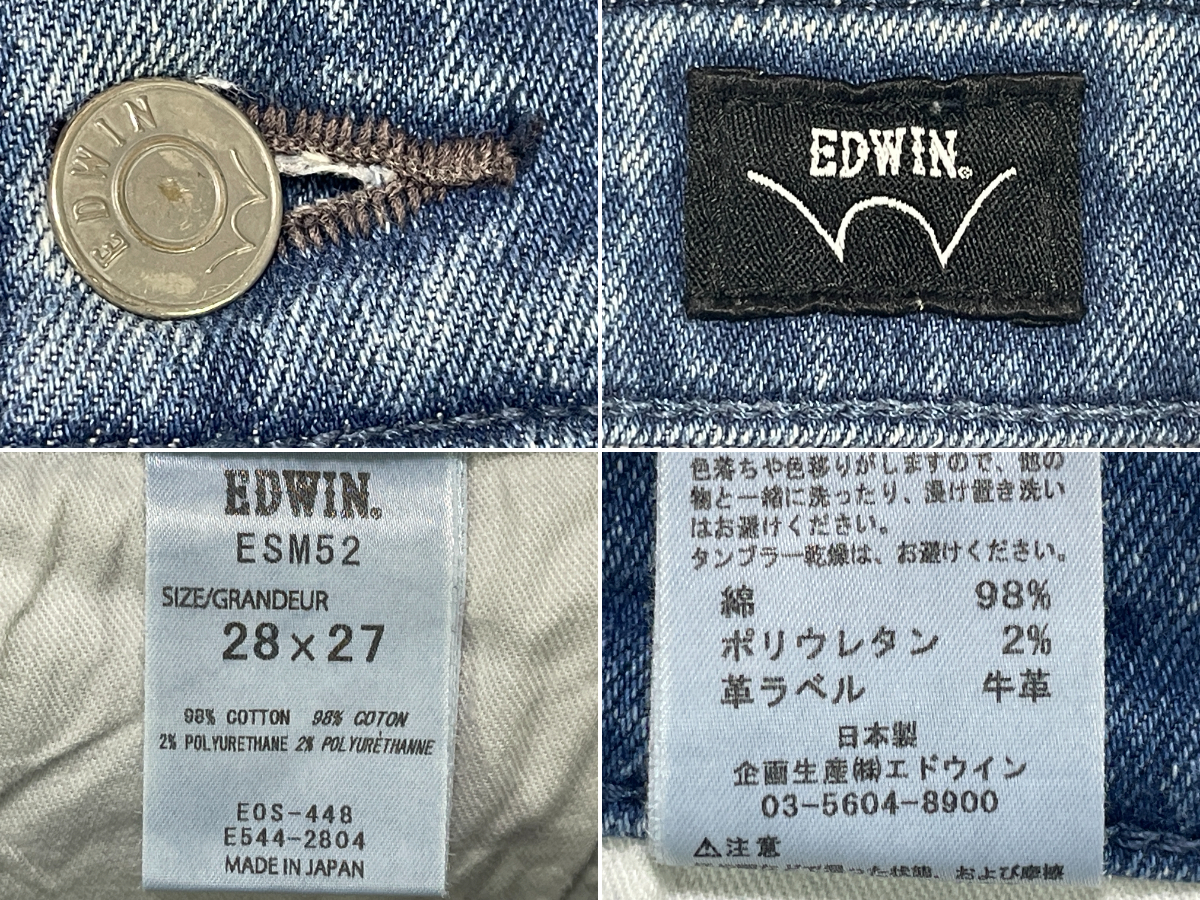 EDWIN
EDWIN®
EDWIN®
ESM52
SIZE/GRANDEUR
28×27
98% COTTON 98% COTON
2% POLYURETHANE 2% POLYURÉTHANNE
EOS-448
E544-2804
MADE IN JAPAN
色落ちや色移りがしますので、他の
物と一緒に洗ったり、浸け置き洗い
はお避けください。
タンブラー乾燥は、お避けください。
綿 98%
ポリウレタン 2%
革ラベル 牛革
日本製
企画生産㈱エドウイン
03-5604-8900
⚠注意